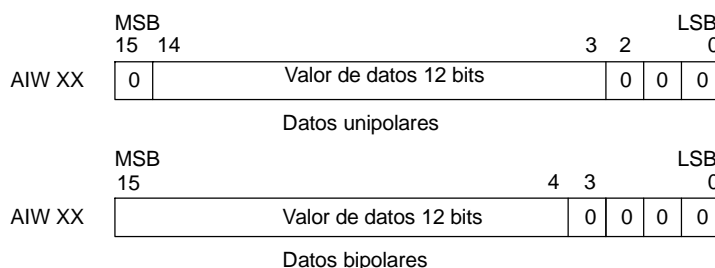 MSB LSB
15 14 3 2 0
AIW XX 0 Valor de datos 12 bits 0 0 0
Datos unipolares
MSB LSB
15 4 3 0
AIW XX Valor de datos 12 bits 0 0 0 0
Datos bipolares